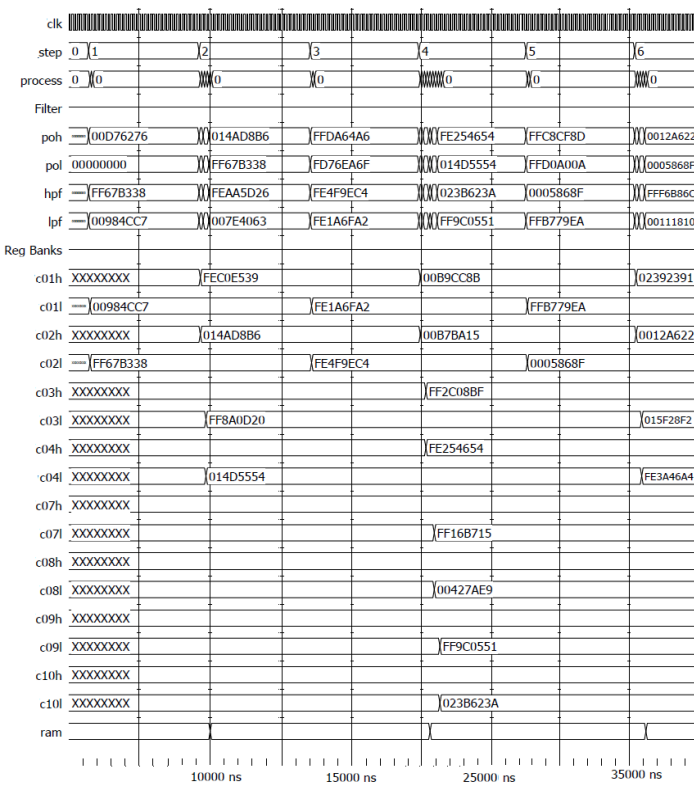 clk
step 0 1 2 3 4 5 6
process 0 0 0 0 0 0 0
Filter
poh 00D76276 014AD8B6 FFDA64A6 FE254654 FFC8CF8D 0012A622
pol 00000000 FF67B338 FD76EA6F 014D5554 FFD0A00A 0005868F
hpf FF67B338 FEAA5D26 FE4F9EC4 023B623A 0005868F FFF6B86C
lpf 00984CC7 007E4063 FE1A6FA2 FF9C0551 FFB779EA 00111810
Reg Banks
c01h XXXXXXXX FEC0E539 00B9CC8B 02392391
c01l 00984CC7 FE1A6FA2 FFB779EA
c02h XXXXXXXX 014AD8B6 00B7BA15 0012A622
c02l FF67B338 FE4F9EC4 0005868F
c03h XXXXXXXX FF2C08BF
c03l XXXXXXXX FF8A0D20 015F28F2
c04h XXXXXXXX FE254654
c04l XXXXXXXX 014D5554 FE3A46A4
c07h XXXXXXXX
c07l XXXXXXXX FF16B715
c08h XXXXXXXX
c08l XXXXXXXX 00427AE9
c09h XXXXXXXX
c09l XXXXXXXX FF9C0551
c10h XXXXXXXX
c10l XXXXXXXX 023B623A
ram
10000 ns 15000 ns 25000 ns 35000 ns